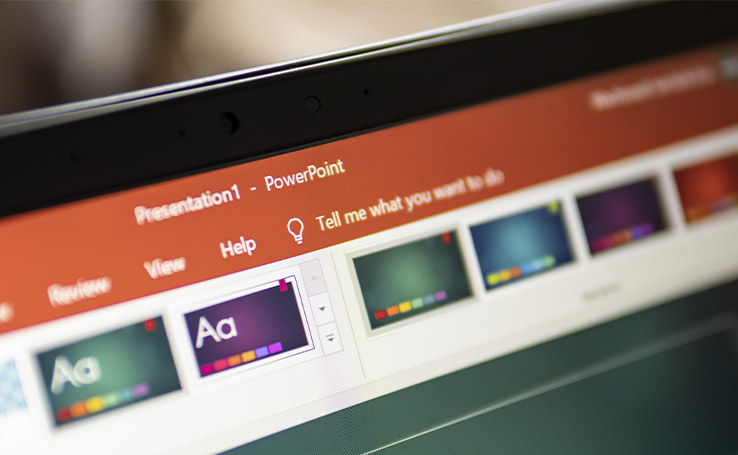 Presentation1 - PowerPoint
Review View Help Tell me what you want to do
Aa Aa